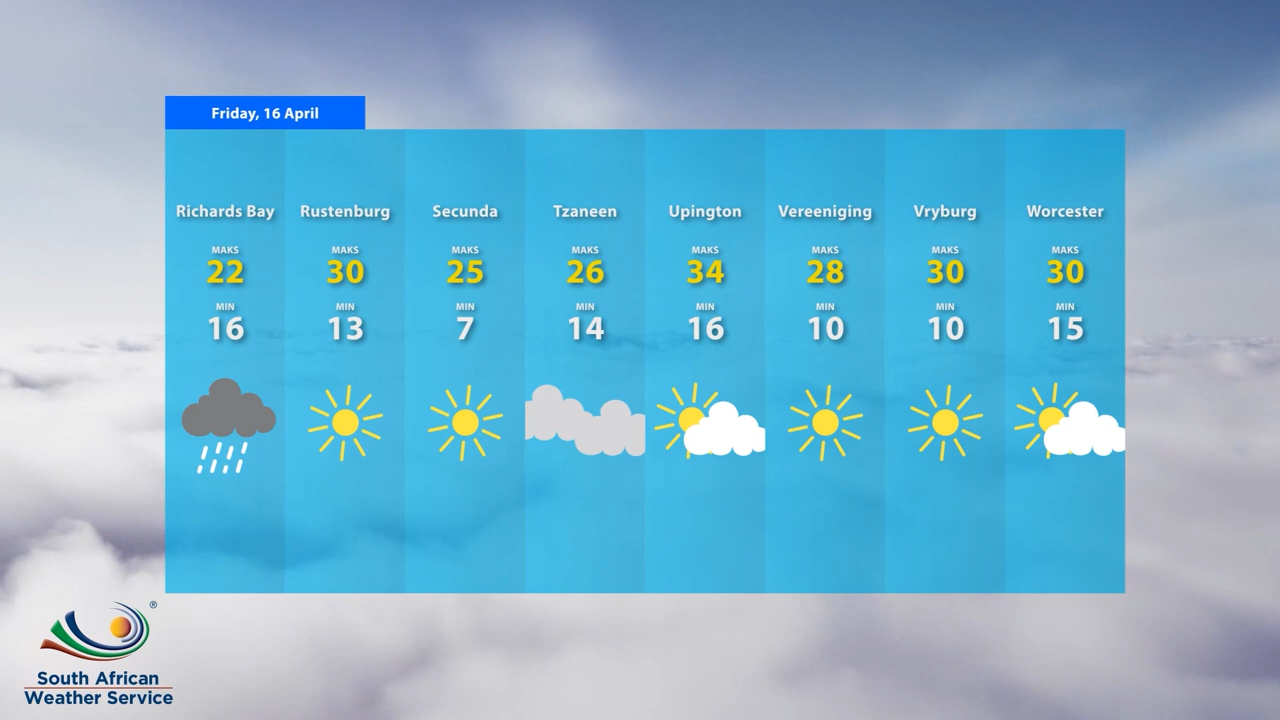 Friday, 16 April
Richards Bay Rustenburg Secunda Tzaneen Upington Vereeniging Vryburg Worcester
MAKS MAKS MAKS MAKS MAKS MAKS MAKS MAKS
22 30 25 26 34 28 30 30
MIN MIN MIN MIN MIN MIN MIN MIN
16 13 7 14 16 10 10 15
®
South African
Weather Service